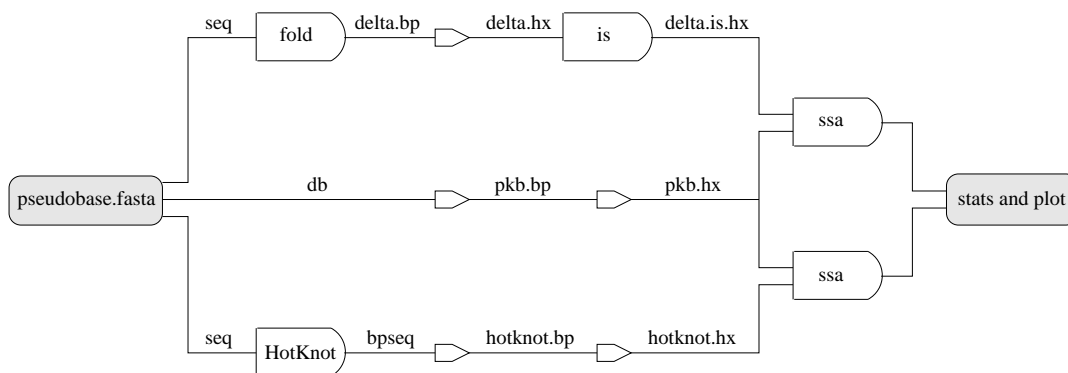 seq
fold
delta.bp
delta.hx
is
delta.is.hx
ssa
pseudobase.fasta
db
pkb.bp
pkb.hx
stats and plot
ssa
seq
HotKnot
bpseq
hotknot.bp
hotknot.hx